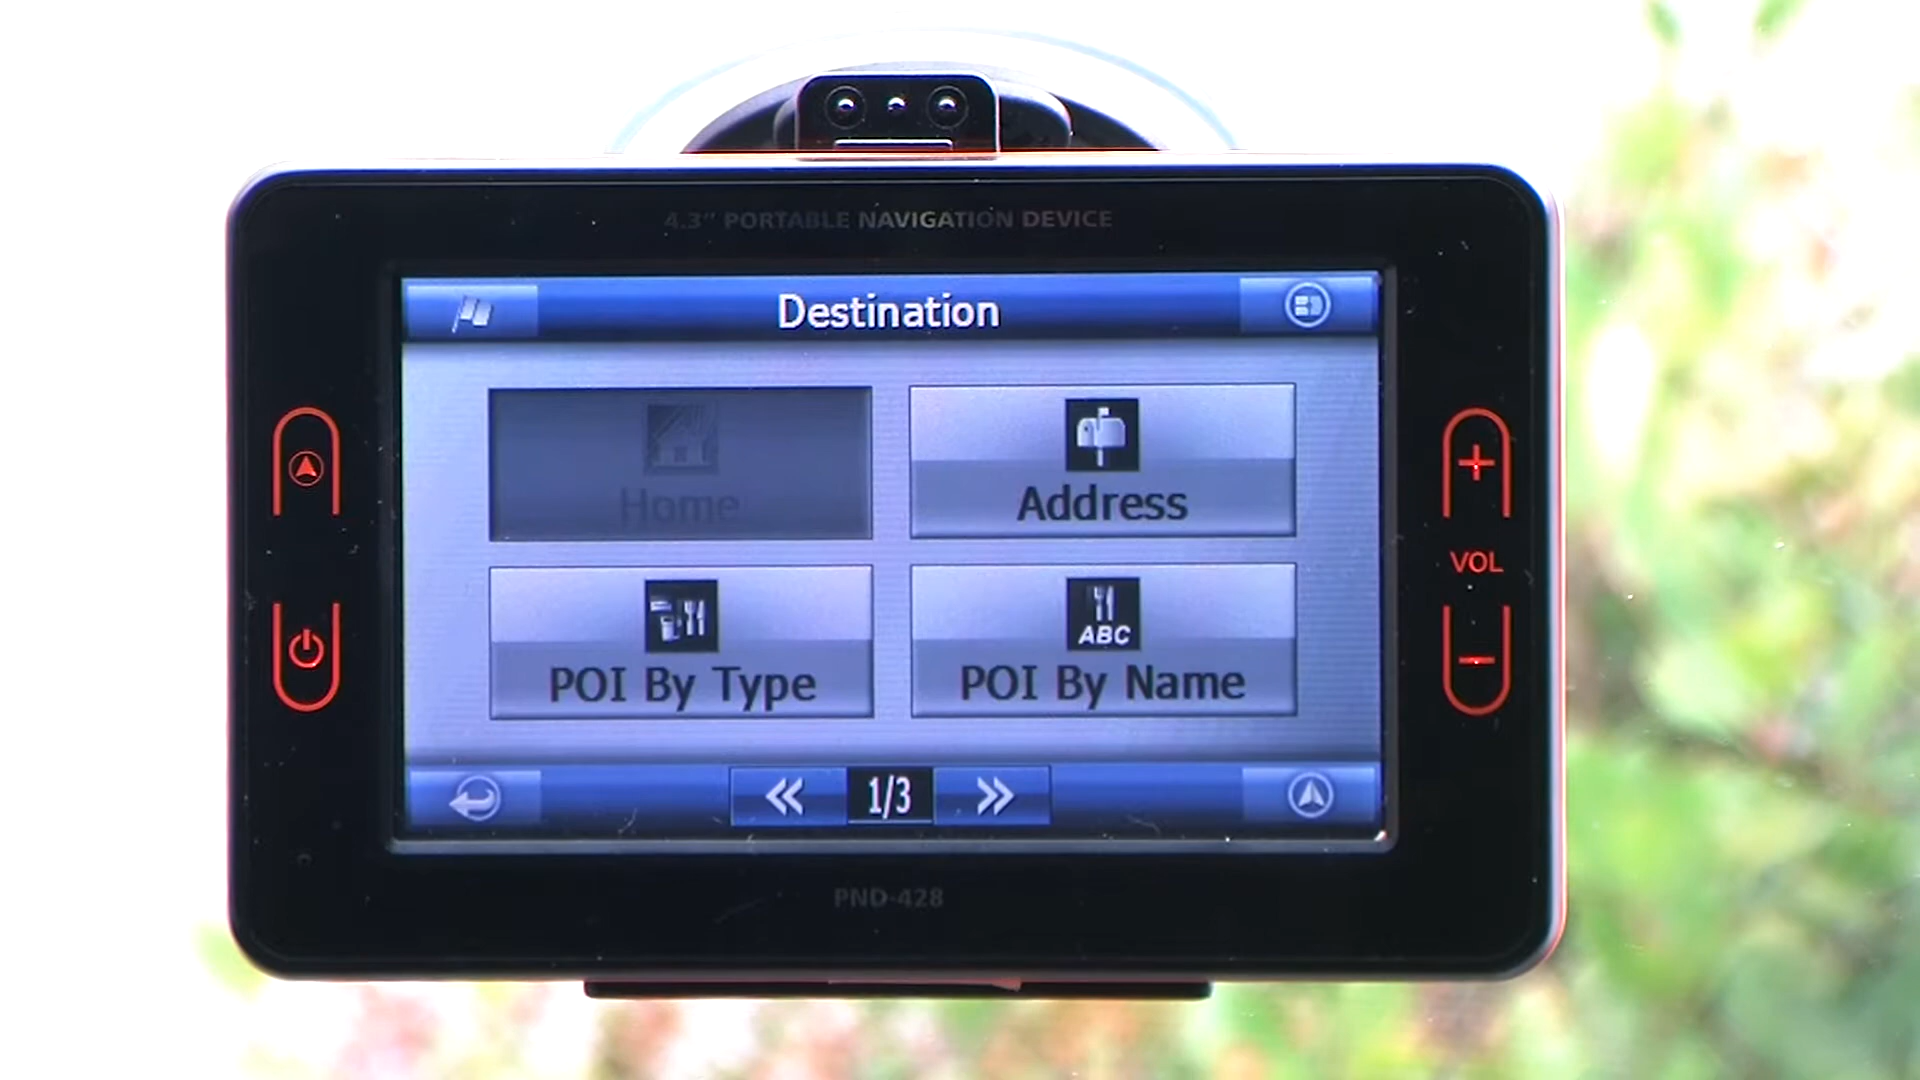 4.3" PORTABLE NAVIGATION DEVICE
Destination
Home
Address
ABC
POI By Type
POI By Name
VOL
1/3
PND-428